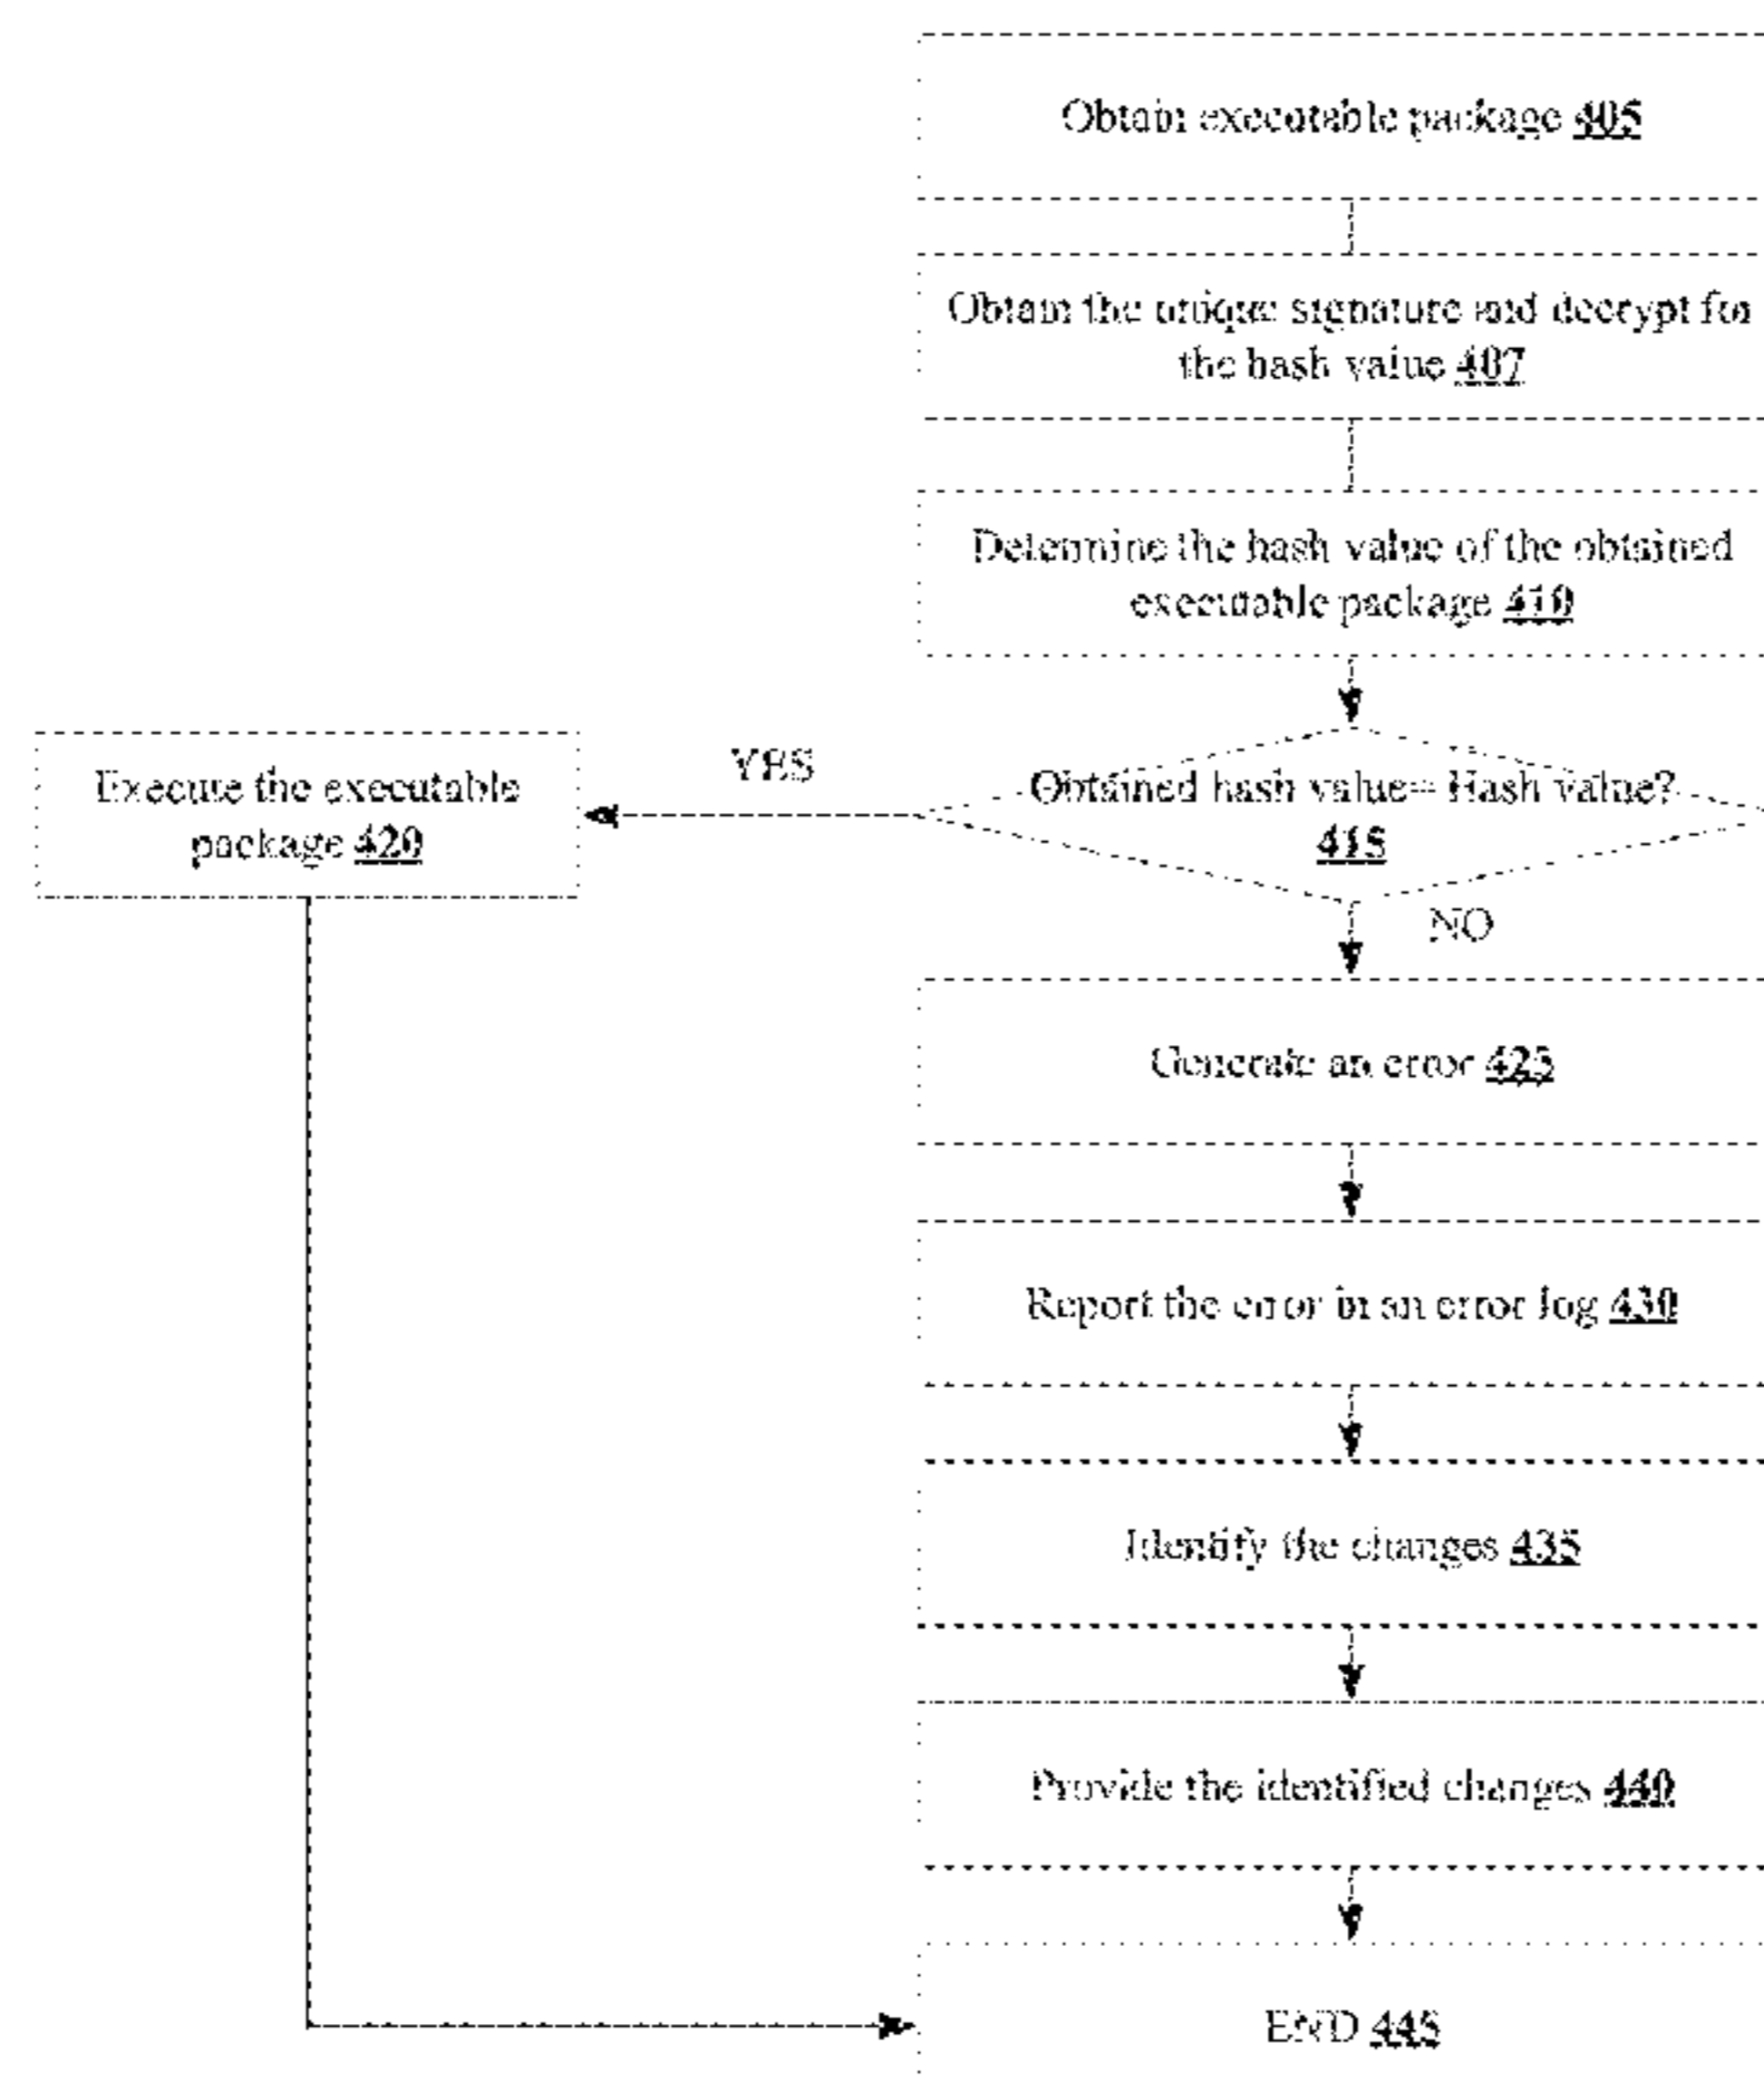 Obtain executable package 405
Obtain the unique signature and decrypt for
the hash value 407
Determine the hash value of the obtained
executable package 410
YES
Execute the executable
package 420
Obtained hash value= Hash value?
415
NO
Generate an error 425
Report the error in an error log 430
Identify the changes 435
Provide the identified changes 440
END 445